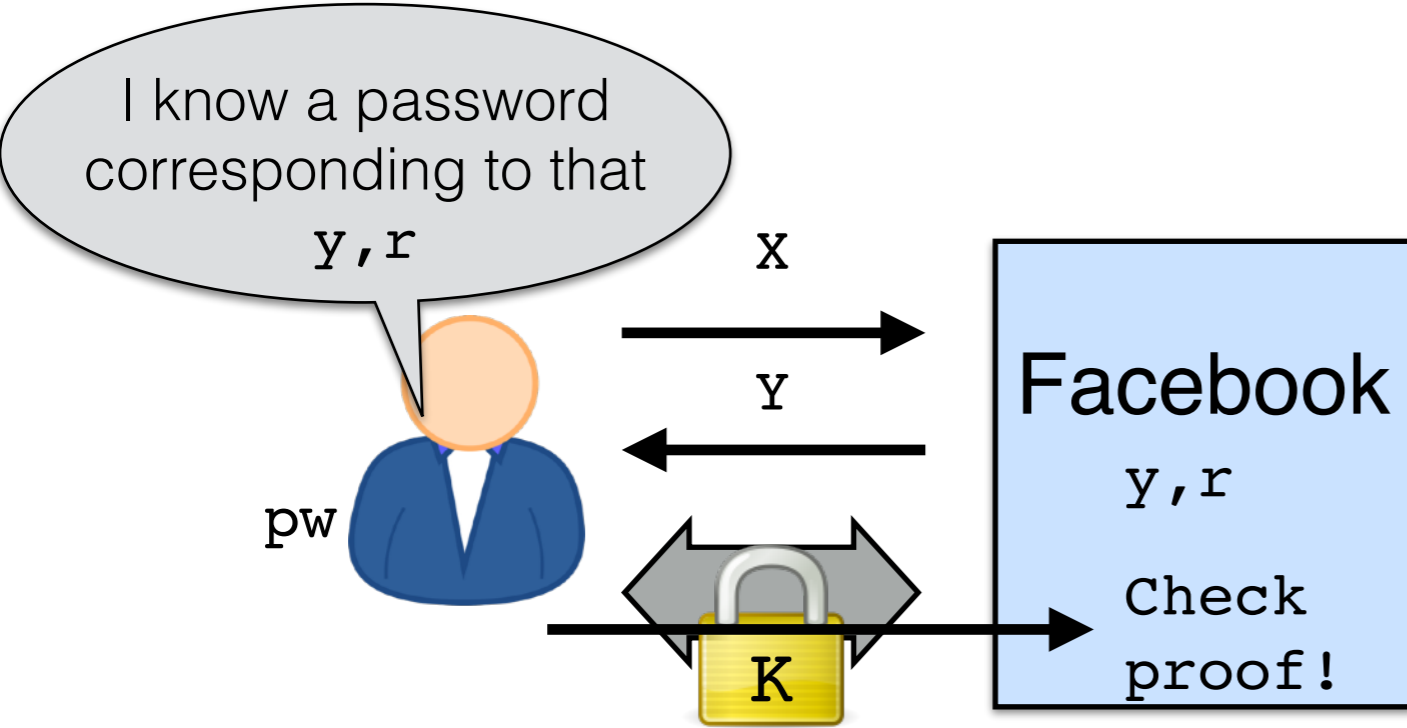 I know a password
corresponding to that
y,r
X
Y
pw
K
Facebook
y,r
Check
proof!